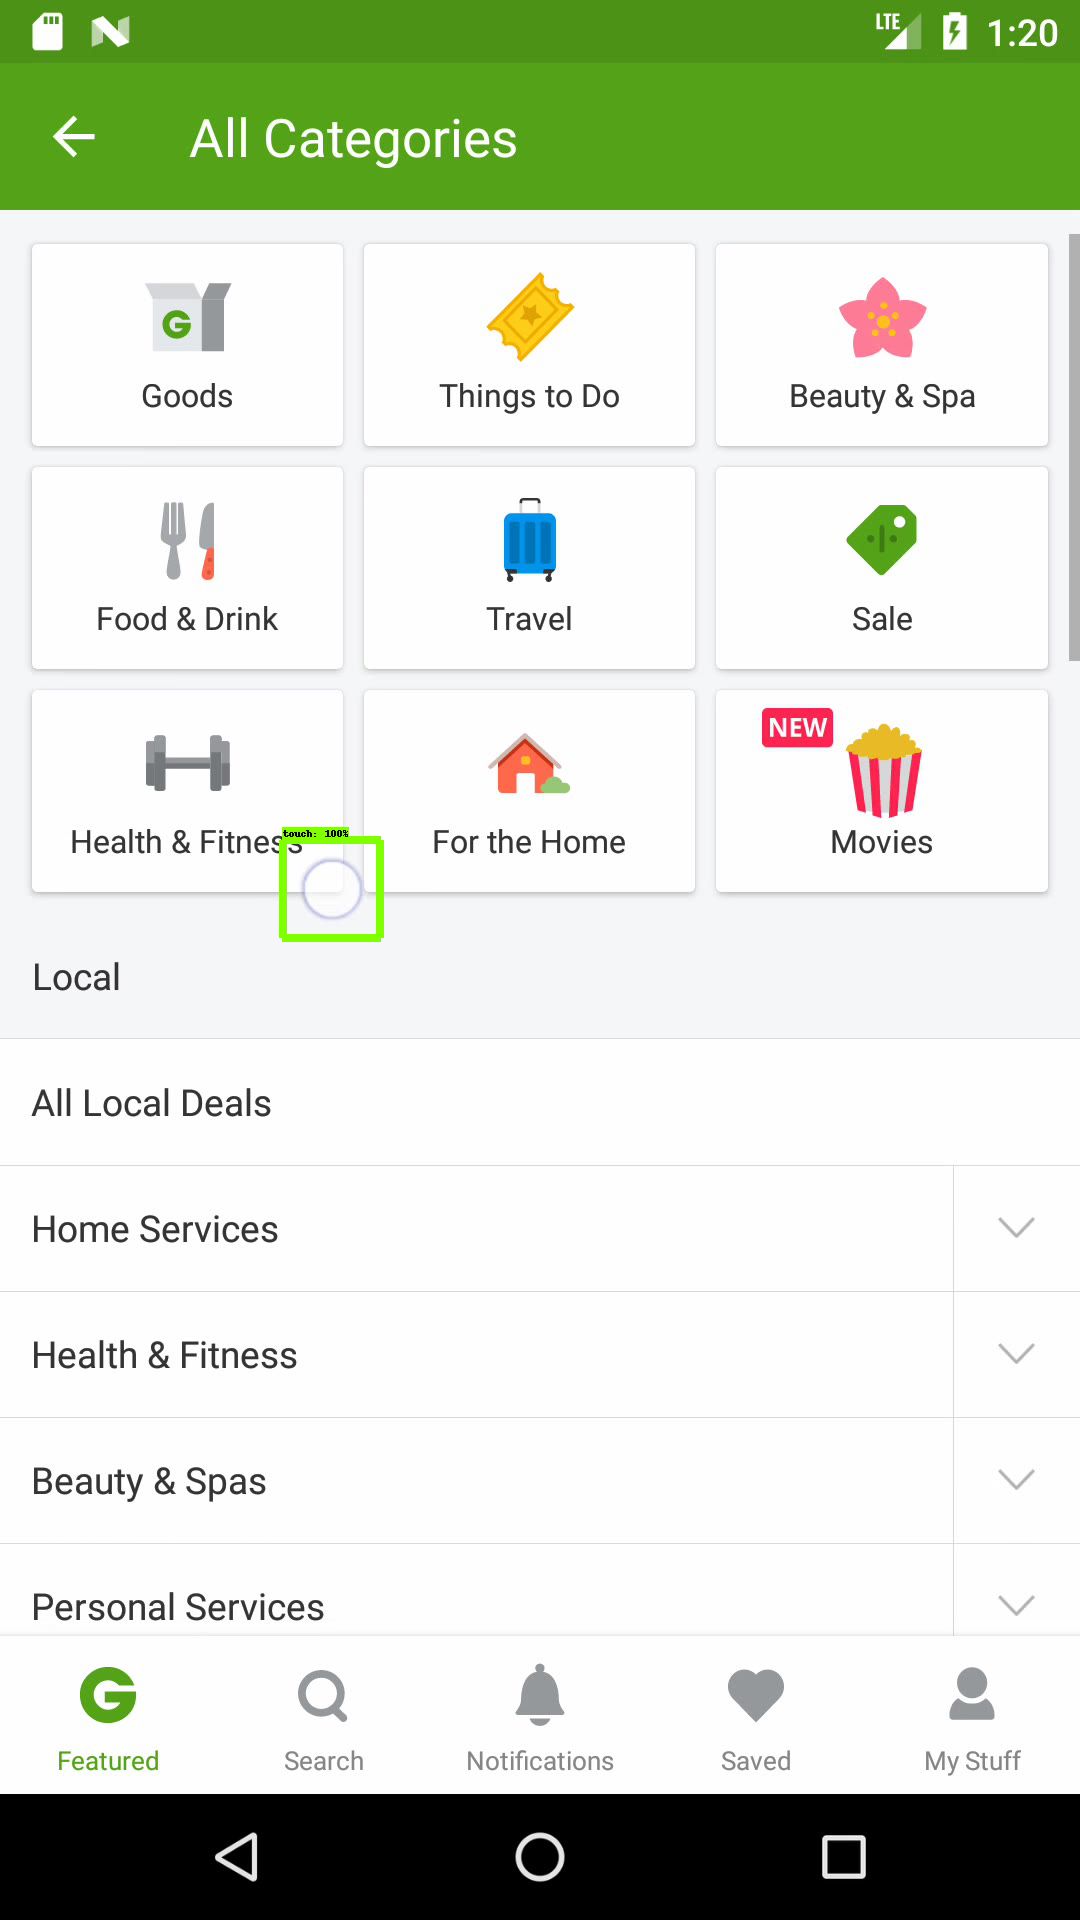 LTE 1:20
All Categories
Goods
Things to Do
Beauty & Spa
Food & Drink
Travel
Sale
NEW
Health & Fitness
For the Home
Movies
touch: 100%
Local
All Local Deals
Home Services
Health & Fitness
Beauty & Spas
Personal Services
Featured
Search
Notifications
Saved
My Stuff